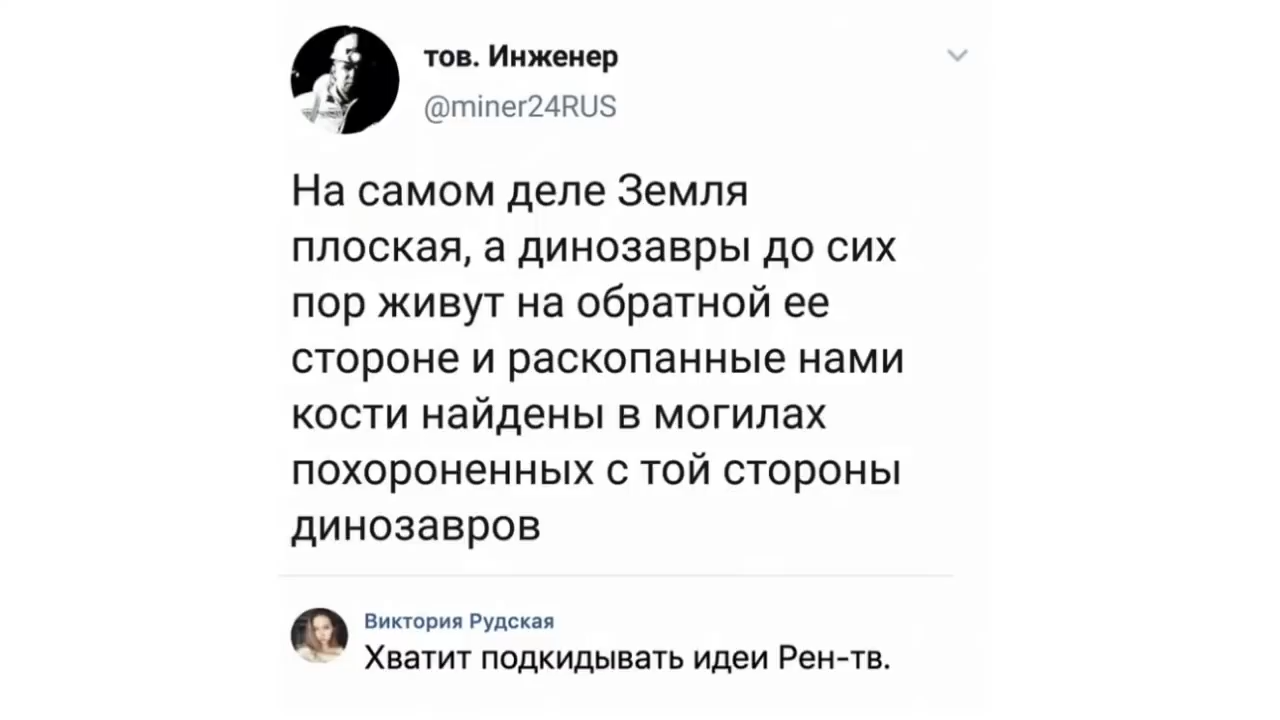 тов. Инженер
@miner24RUS
На самом деле Земля
плоская, а динозавры до сих
пор живут на обратной ее
стороне и раскопанные нами
кости найдены в могилах
похороненных с той стороны
динозавров
Виктория Рудская
Хватит подкидывать идеи Рен-тв.